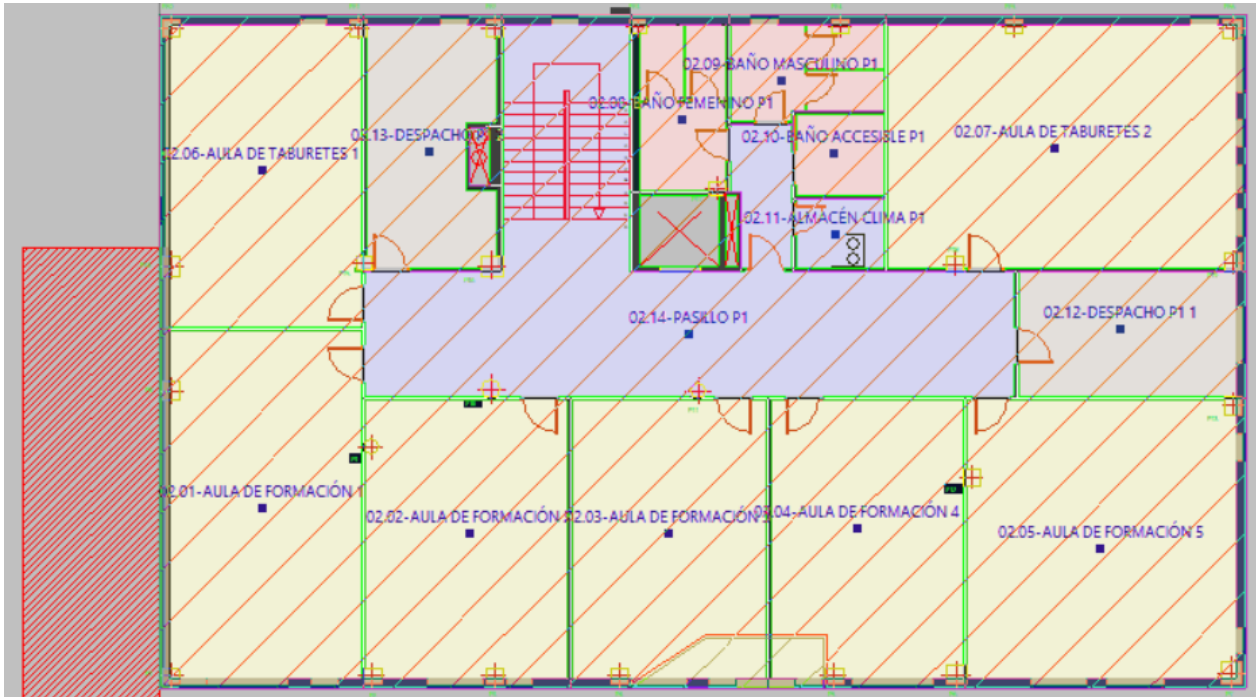 02.09-BAÑO MASCULINO P1
02.08-BAÑO FEMENINO P1
02.13-DESPACHO
02.10-BAÑO ACCESIBLE P1
02.07-AULA DE TABURETES 2
02.06-AULA DE TABURETES 1
02.11-ALMACÉN CLIMA P1
02.14-PASILLO P1
02.12-DESPACHO P1 1
02.01-AULA DE FORMACIÓN 1
02.02-AULA DE FORMACIÓN
02.03-AULA DE FORMACIÓN
02.04-AULA DE FORMACIÓN 4
02.05-AULA DE FORMACIÓN 5